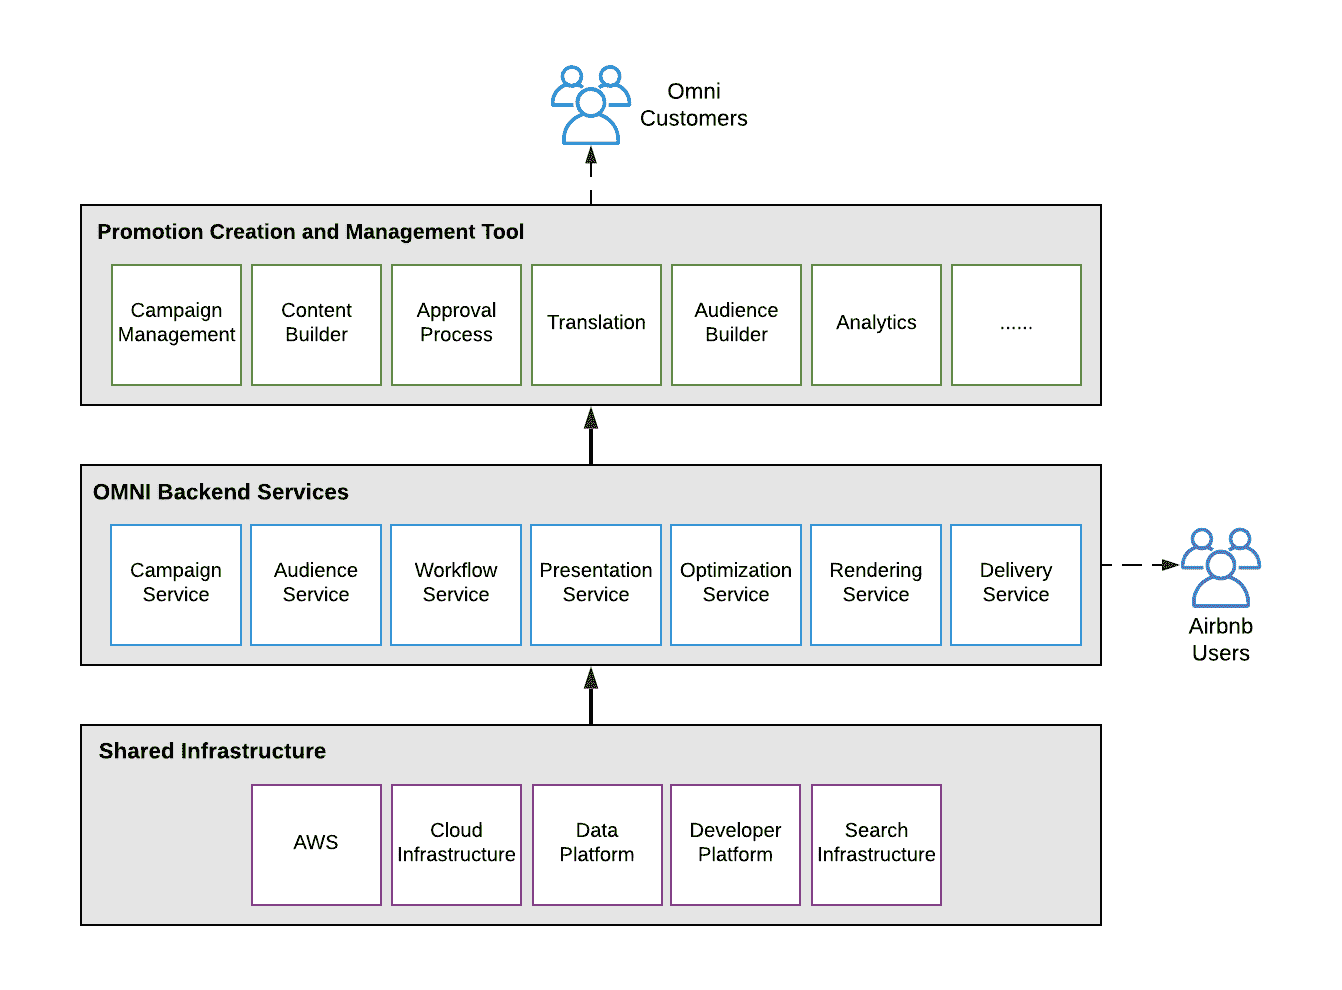 Omni
Customers
Promotion Creation and Management Tool
Campaign
Management
Content
Builder
Approval
Process
Translation
Audience
Builder
Analytics
......
OMNI Backend Services
Campaign
Service
Audience
Service
Workflow
Service
Presentation
Service
Optimization
Service
Rendering
Service
Delivery
Service
Airbnb
Users
Shared Infrastructure
AWS
Cloud
Infrastructure
Data
Platform
Developer
Platform
Search
Infrastructure